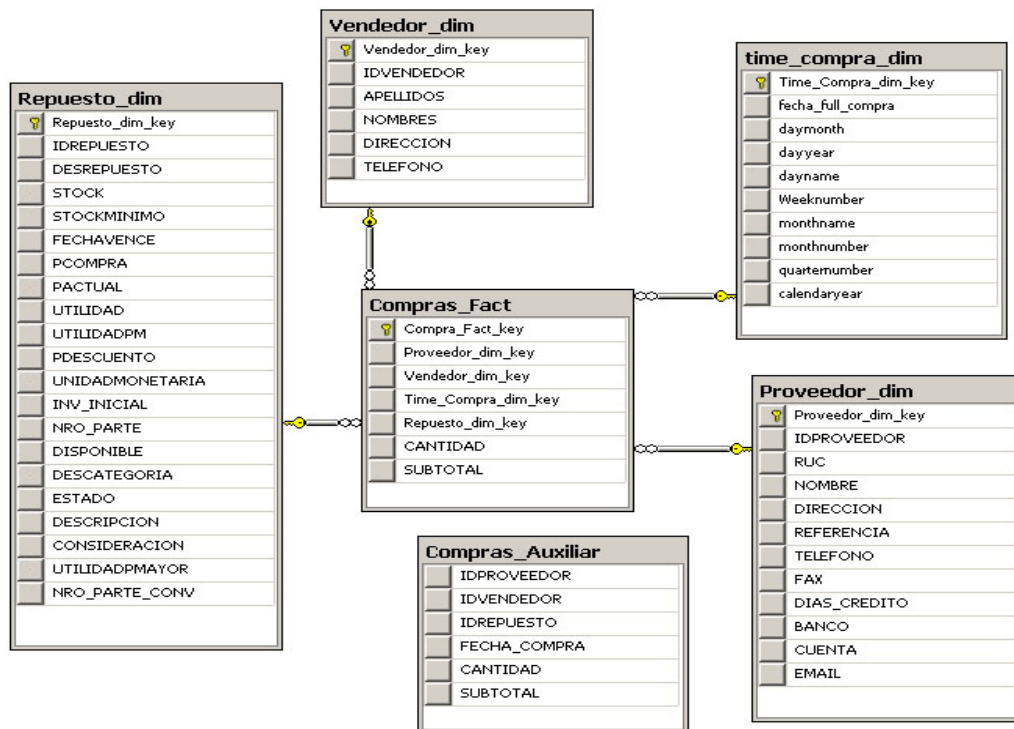 Vendedor_dim
Vendedor_dim_key
IDVENDEDOR
APELLIDOS
NOMBRES
DIRECCION
TELEFONO
time_compra_dim
Time_Compra_dim_key
fecha_full_compra
daymonth
dayyear
dayname
Weeknumber
monthname
monthnumber
quarternumber
calendaryear
Repuesto_dim
Repuesto_dim_key
IDREPUESTO
DESREPUESTO
STOCK
STOCKMINIMO
FECHAVENCE
PCOMPRA
PACTUAL
UTILIDAD
UTILIDADPM
PDESCUENTO
UNIDADMONETARIA
INV_INICIAL
NRO_PARTE
DISPONIBLE
DESCATEGORIA
ESTADO
DESCRIPCION
CONSIDERACION
UTILIDADPMAYOR
NRO_PARTE_CONV
Compras_Fact
Compra_Fact_key
Proveedor_dim_key
Vendedor_dim_key
Time_Compra_dim_key
Repuesto_dim_key
CANTIDAD
SUBTOTAL
Proveedor_dim
Proveedor_dim_key
IDPROVEEDOR
RUC
NOMBRE
DIRECCION
REFERENCIA
TELEFONO
FAX
DIAS_CREDITO
BANCO
CUENTA
EMAIL
Compras_Auxiliar
IDPROVEEDOR
IDVENDEDOR
IDREPUESTO
FECHA_COMPRA
CANTIDAD
SUBTOTAL